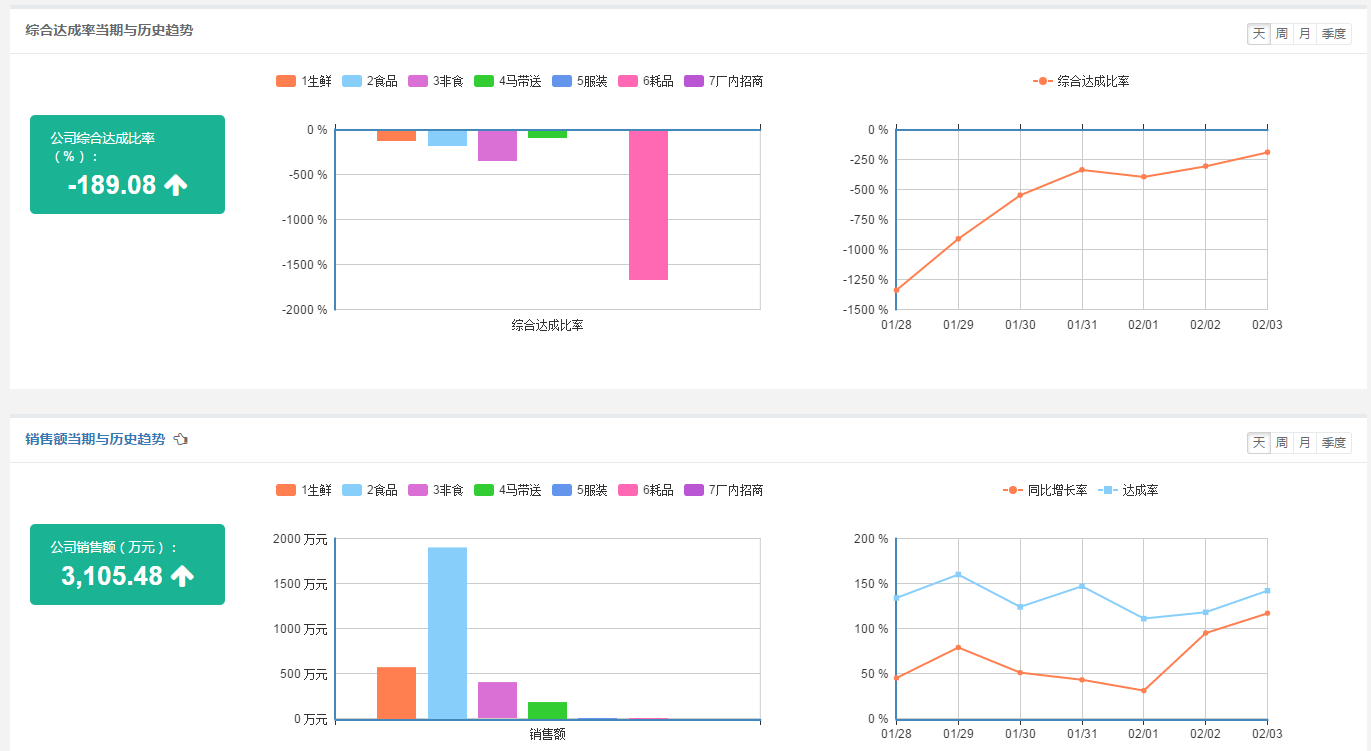 综合达成率当期与历史趋势
天 周 月 季度
公司综合达成比率
（%）：
-189.08
1生鲜 2食品 3非食 4马带送 5服装 6耗品 7厂内招商
0 %
-500 %
-1000 %
-1500 %
-2000 %
综合达成比率
综合达成比率
0 %
-250 %
-500 %
-750 %
-1000 %
-1250 %
-1500 %
01/28 01/29 01/30 01/31 02/01 02/02 02/03
销售额当期与历史趋势
天 周 月 季度
公司销售额（万元）：
3,105.48
1生鲜 2食品 3非食 4马带送 5服装 6耗品 7厂内招商
2000 万元
1500 万元
1000 万元
500 万元
0 万元
销售额
同比增长率 达成率
200 %
150 %
100 %
50 %
0 %
01/28 01/29 01/30 01/31 02/01 02/02 02/03